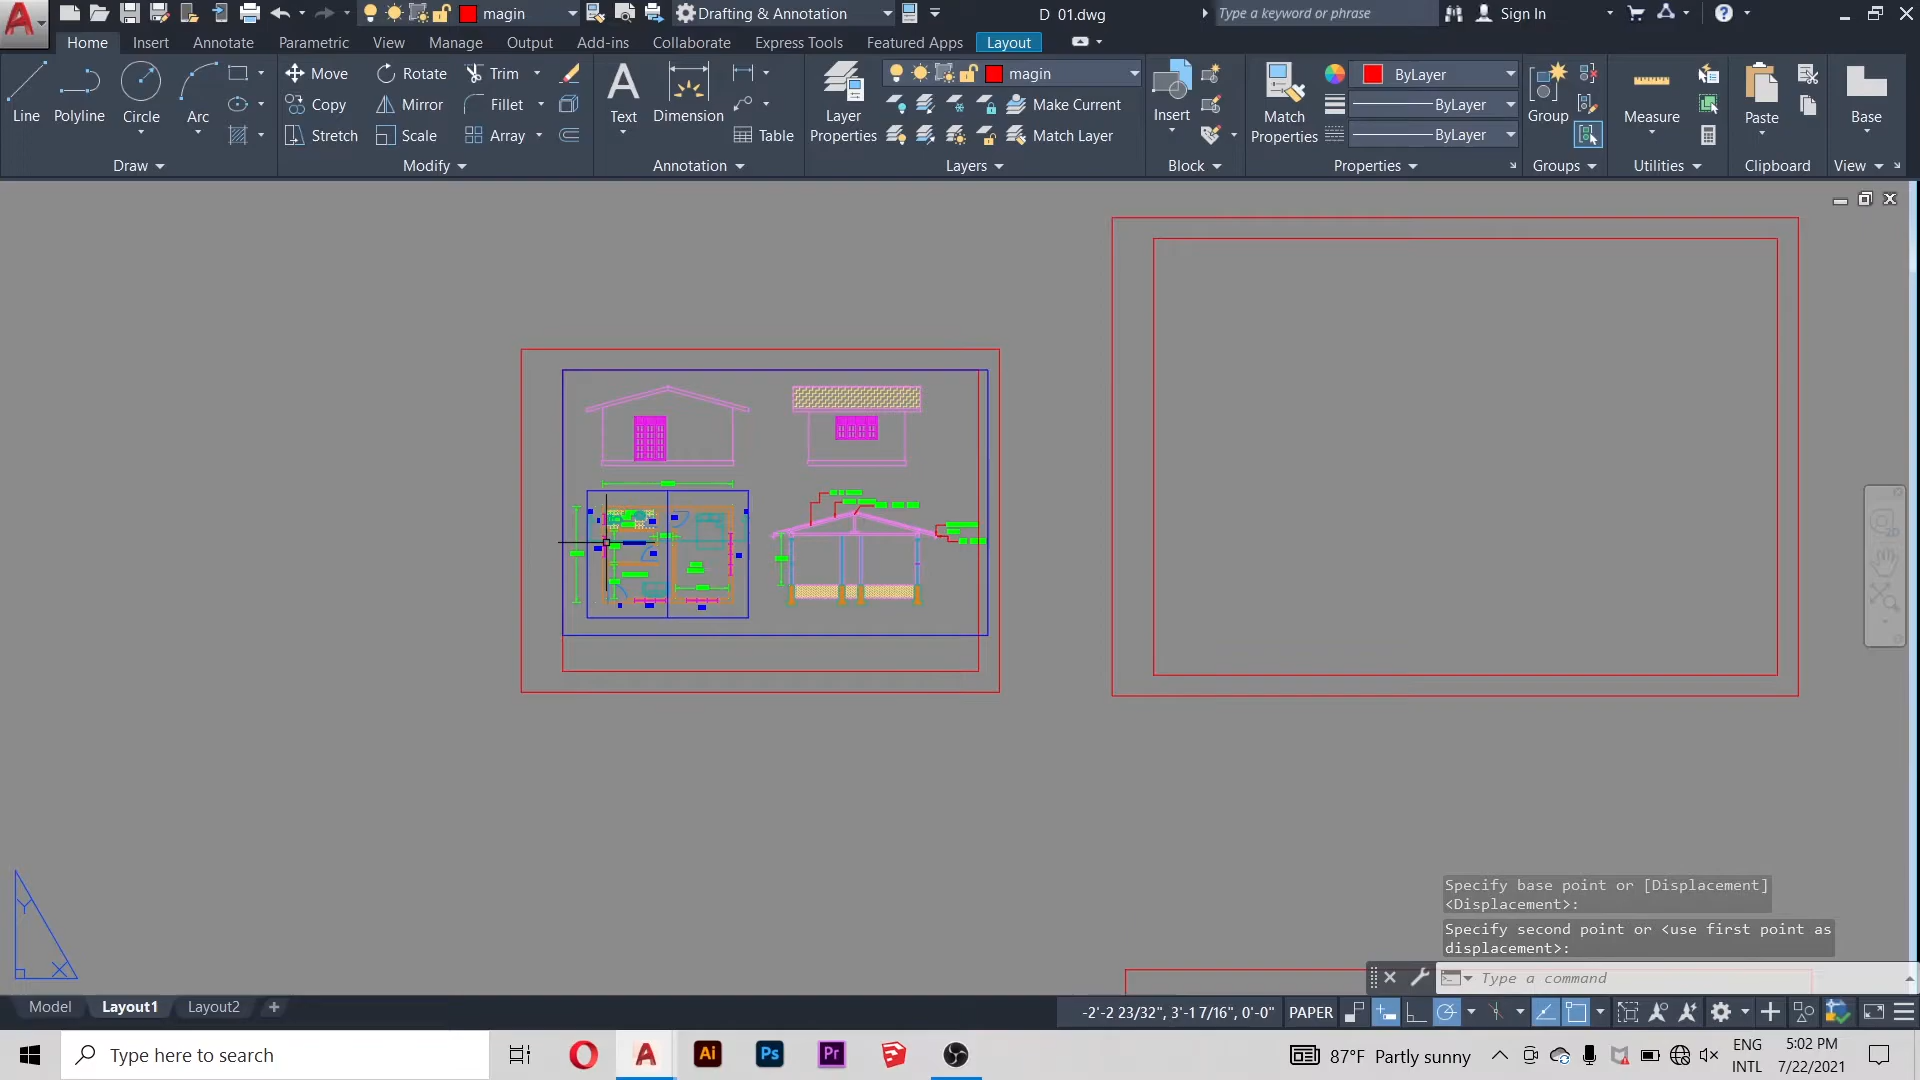 magin
Drafting & Annotation
D 01.dwg
Type a keyword or phrase
Sign In
Home
Insert
Annotate
Parametric
View
Manage
Output
Add-ins
Collaborate
Express Tools
Featured Apps
Layout
Line
Polyline
Circle
Arc
Move
Rotate
Trim
Copy
Mirror
Fillet
Stretch
Scale
Array
Text
Dimension
Table
Layer Properties
magin
Make Current
Match Layer
Insert
Match Properties
ByLayer
ByLayer
ByLayer
Group
Measure
Paste
Base
Draw
Modify
Annotation
Layers
Block
Properties
Groups
Utilities
Clipboard
View
2D
Y
X
Specify base point or [Displacement]
<Displacement>:
Specify second point or <use first point as
displacement>:
Type a command
Model
Layout1
Layout2
-2'-2 23/32", 3'-1 7/16", 0'-0"
PAPER
Type here to search
Ai
Ps
Pr
87°F Partly sunny
ENG
INTL
5:02 PM
7/22/2021